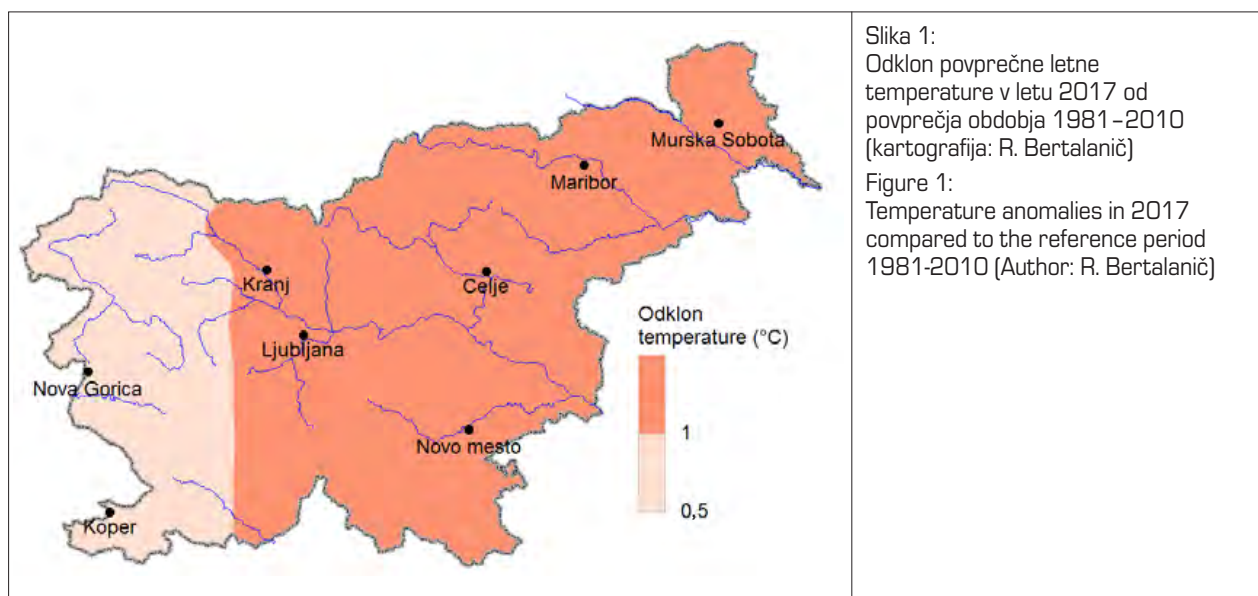 Murska Sobota
Maribor
Kranj
Celje
Ljubljana
Nova Gorica
Novo mesto
Koper
Odklon
temperature (°C)
1
0,5
Slika 1:
Odklon povprečne letne
temperature v letu 2017 od
povprečja obdobja 1981–2010
(kartografija: R. Bertalanič)
Figure 1:
Temperature anomalies in 2017
compared to the reference period
1981-2010 (Author: R. Bertalanič)